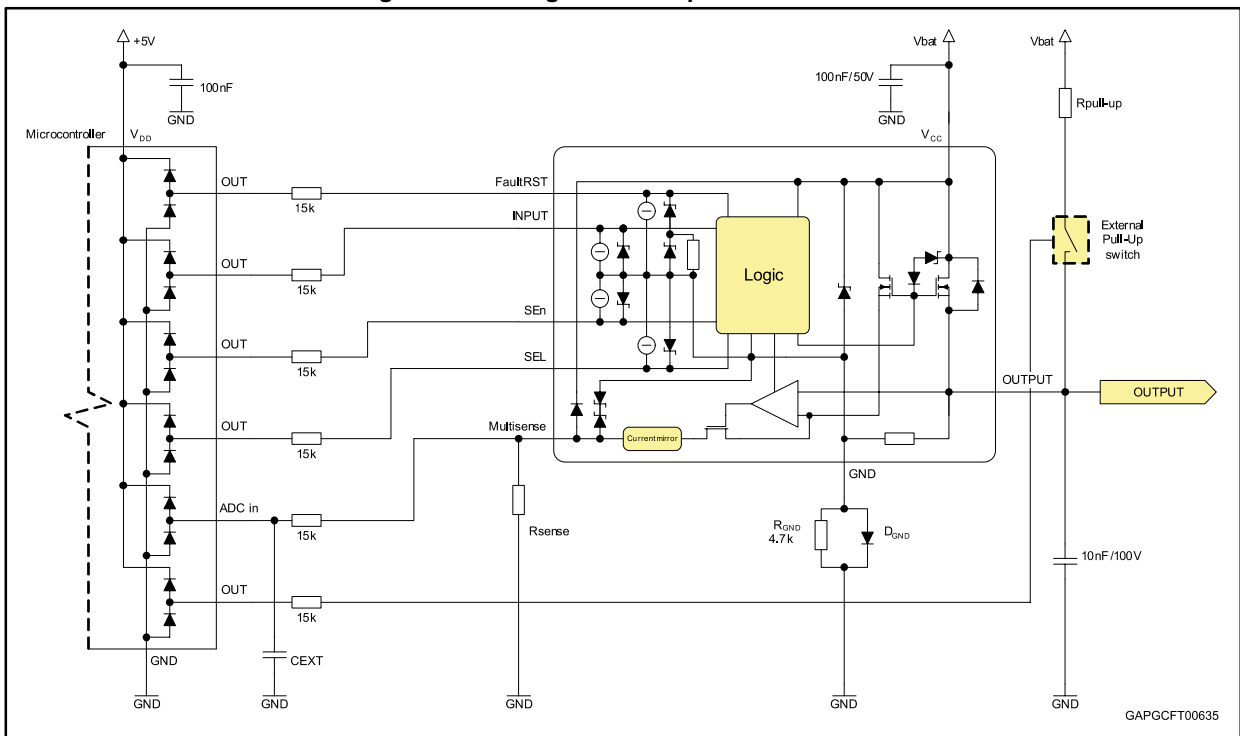 +5V
Vbat
Vbat
100nF
100nF/50V
GND
GND
Rpull-up
Microcontroller
VDD
VCC
OUT
15k
FaultRST
INPUT
OUT
15k
Logic
External
Pull-Up
switch
SEn
OUT
15k
SEL
OUTPUT
OUTPUT
OUT
15k
Multisense
Current mirror
GND
ADC in
15k
Rsense
RGND
4.7k
DGND
10nF/100V
OUT
15k
GND
CEXT
GND
GND
GND
GND
GND
GAPGCFT00635